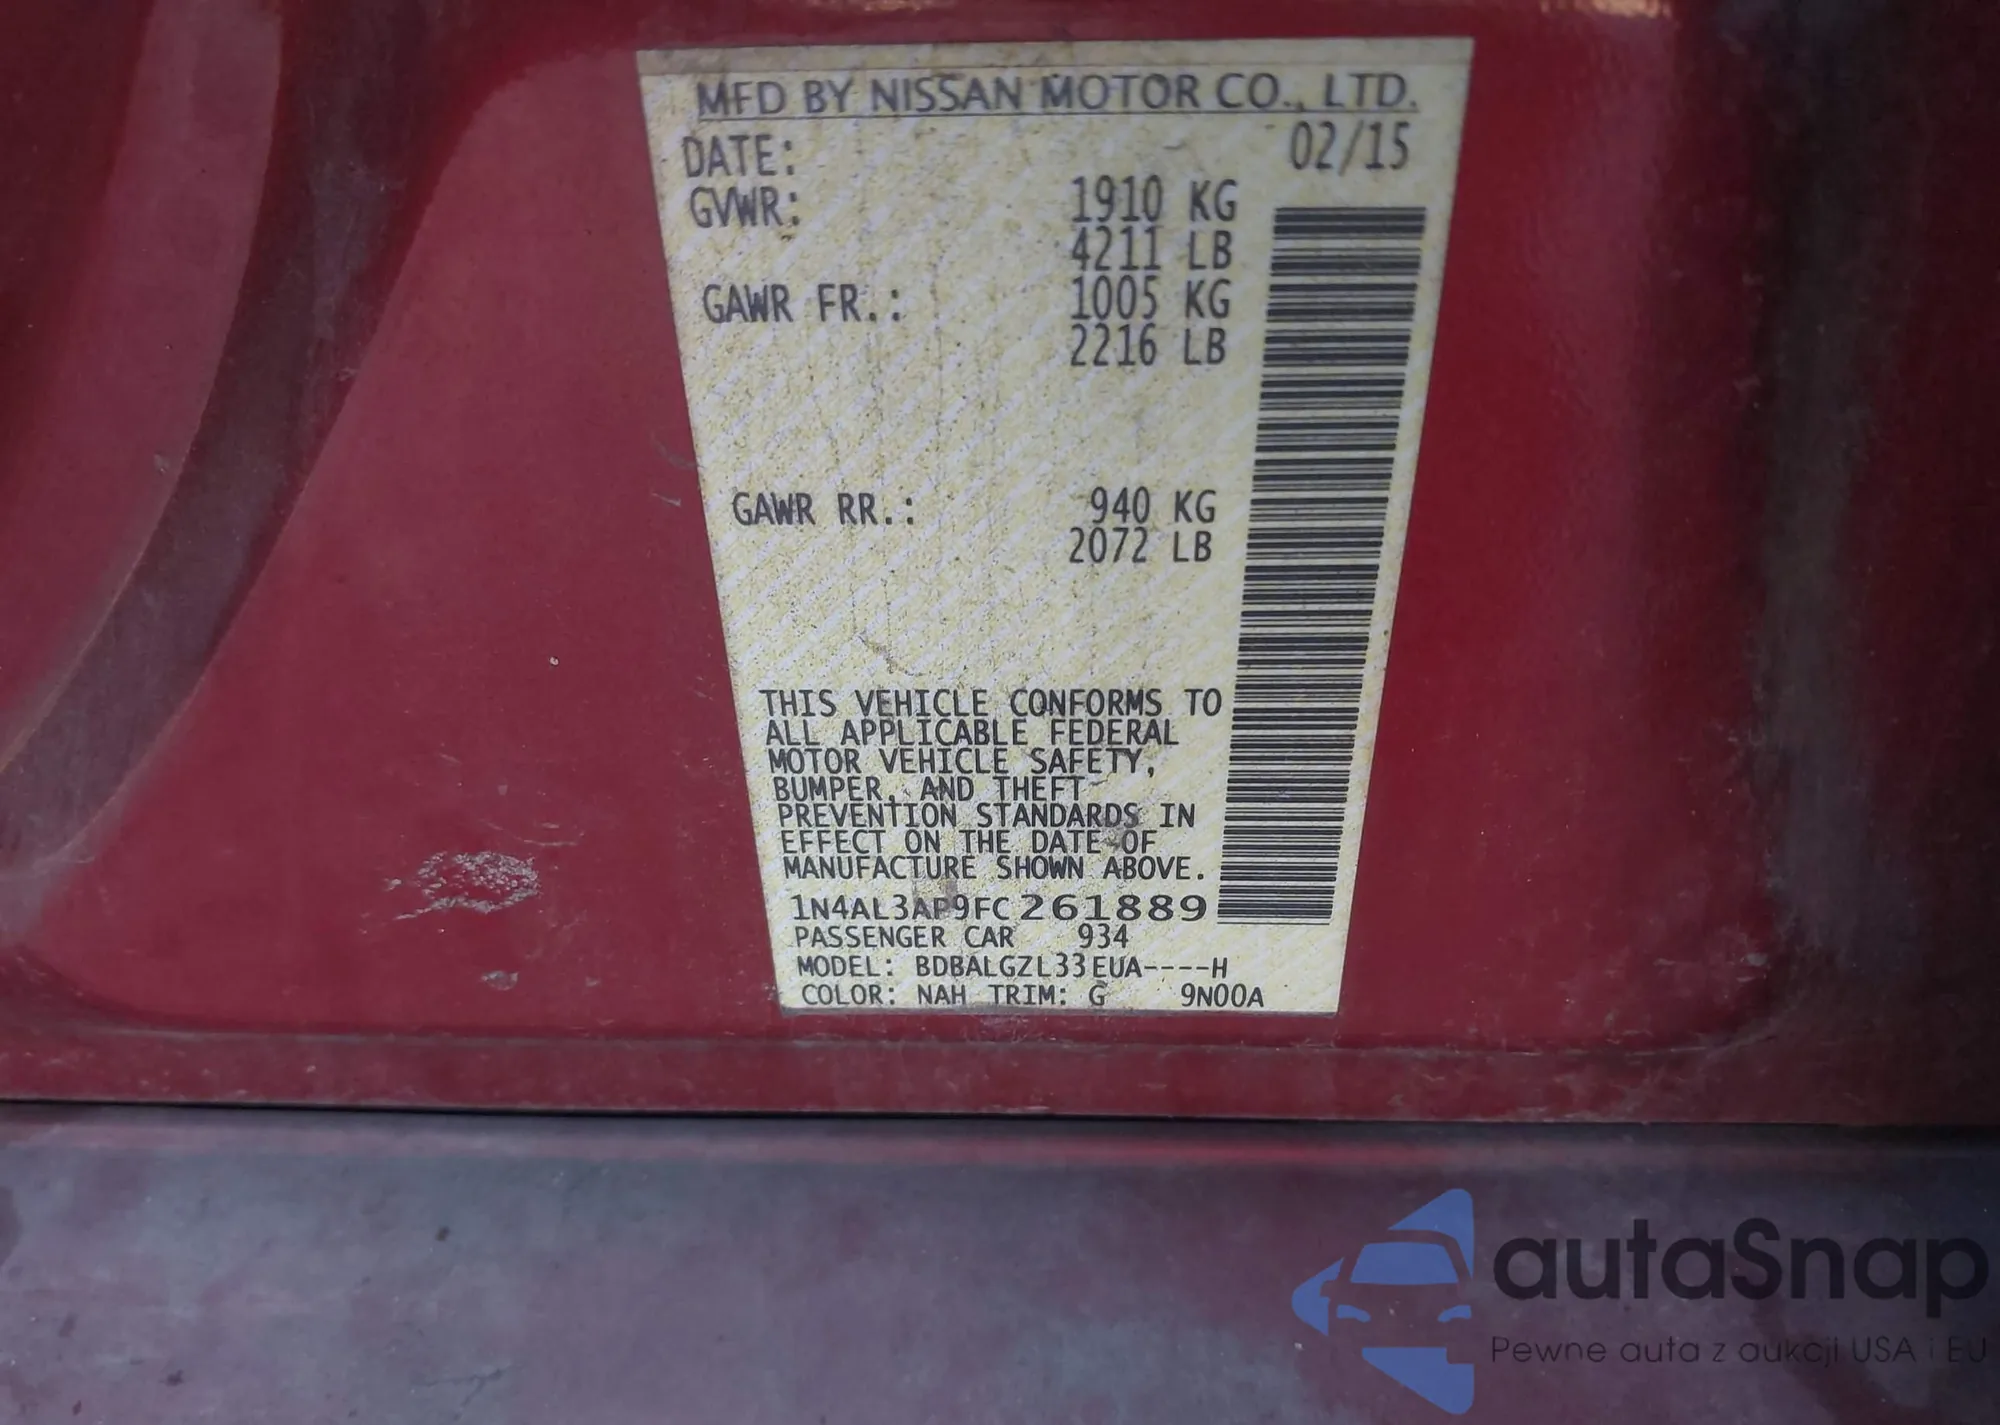 MFD BY NISSAN MOTOR CO., LTD.
DATE: 02/15
GVWR: 1910 KG
4211 LB
GAWR FR.: 1005 KG
2216 LB
GAWR RR.: 940 KG
2072 LB
THIS VEHICLE CONFORMS TO
ALL APPLICABLE FEDERAL
MOTOR VEHICLE SAFETY,
BUMPER, AND THEFT
PREVENTION STANDARDS IN
EFFECT ON THE DATE OF
MANUFACTURE SHOWN ABOVE.
1N4AL3AP9FC261889
PASSENGER CAR 934
MODEL: BDBALGZL33EUA----H
COLOR: NAH TRIM: G 9N00A
autaSnap
Pewne auta z aukcji USA i EU